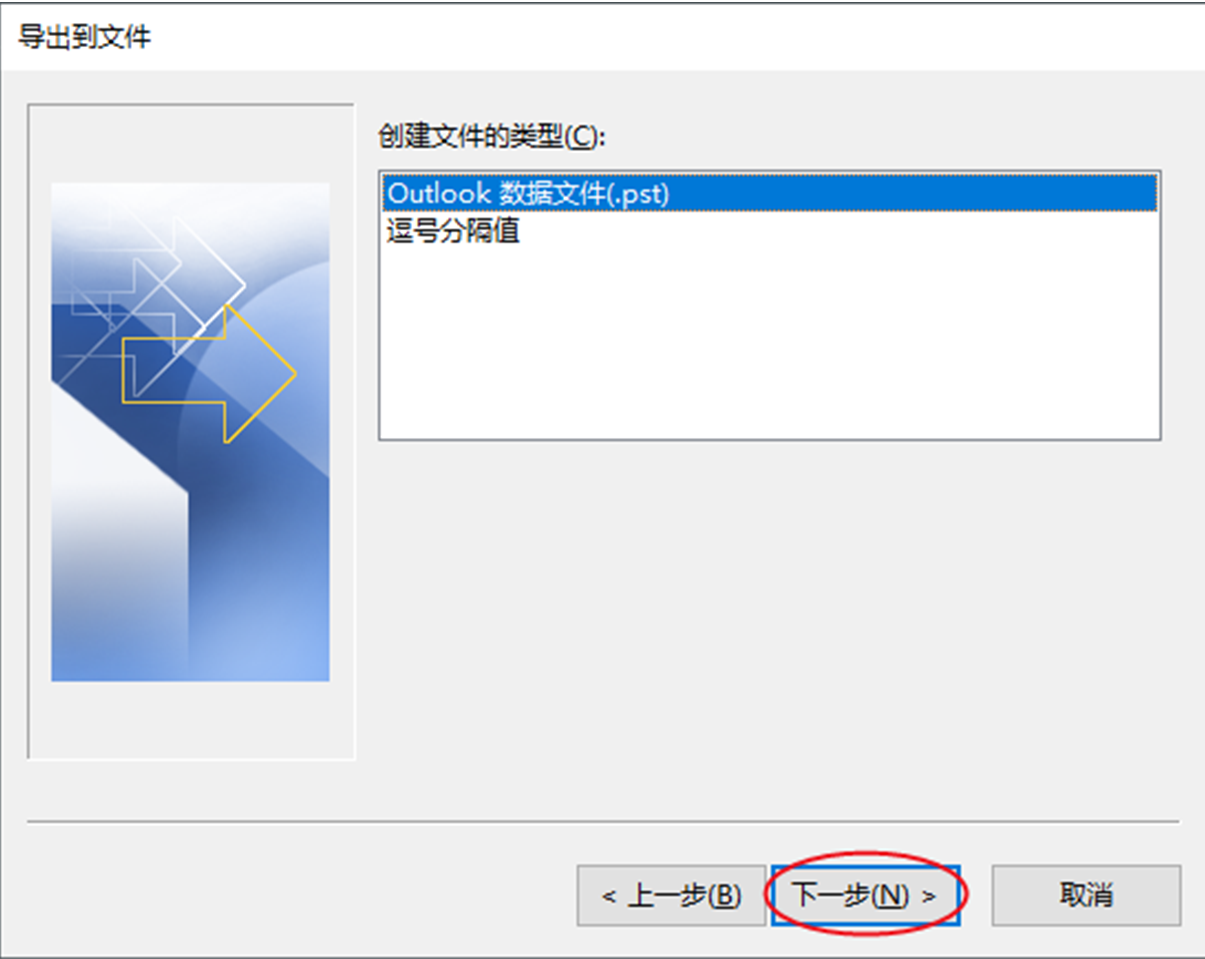 导出到文件
创建文件的类型(C):
Outlook 数据文件(.pst)
逗号分隔值
< 上一步(B)
下一步(N) >
取消